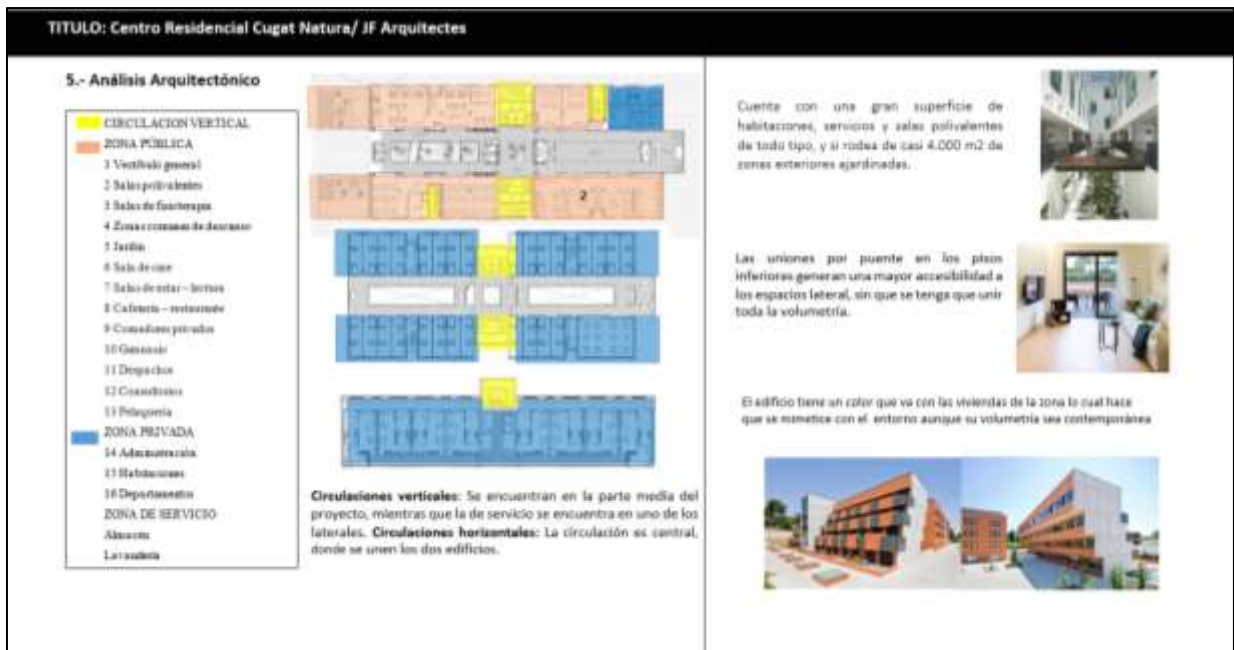 TITULO: Centro Residencial Cugat Natura/ JF Arquitectes
5.- Análisis Arquitectónico
CIRCULACION VERTICAL
ZONA PÚBLICA
1 Vestíbulo general
2 Salas polivalentes
3 Salas de fisioterapia
4 Zonas comunes de descanso
5 Jardín
6 Sala de cine
7 Salas de estar – lectura
8 Cafetería – restaurante
9 Comedores privados
10 Gimnasio
11 Despachos
12 Consultorios
13 Peluquería
ZONA PRIVADA
14 Administración
15 Habitaciones
16 Departamentos
ZONA DE SERVICIO
Almacén
Lavandería
2
Circulaciones verticales: Se encuentran en la parte media del
proyecto, mientras que la de servicio se encuentra en uno de los
laterales. Circulaciones horizontales: La circulación es central,
donde se unen los dos edificios.
Cuenta con una gran superficie de
habitaciones, servicios y salas polivalentes
de todo tipo, y si rodea de casi 4.000 m2 de
zonas exteriores ajardinadas.
Las uniones por puente en los pisos
inferiores generan una mayor accesibilidad a
los espacios lateral, sin que se tenga que unir
toda la volumetría.
El edificio tiene un color que va con las viviendas de la zona lo cual hace
que se mimetice con el entorno aunque su volumetría sea contemporánea